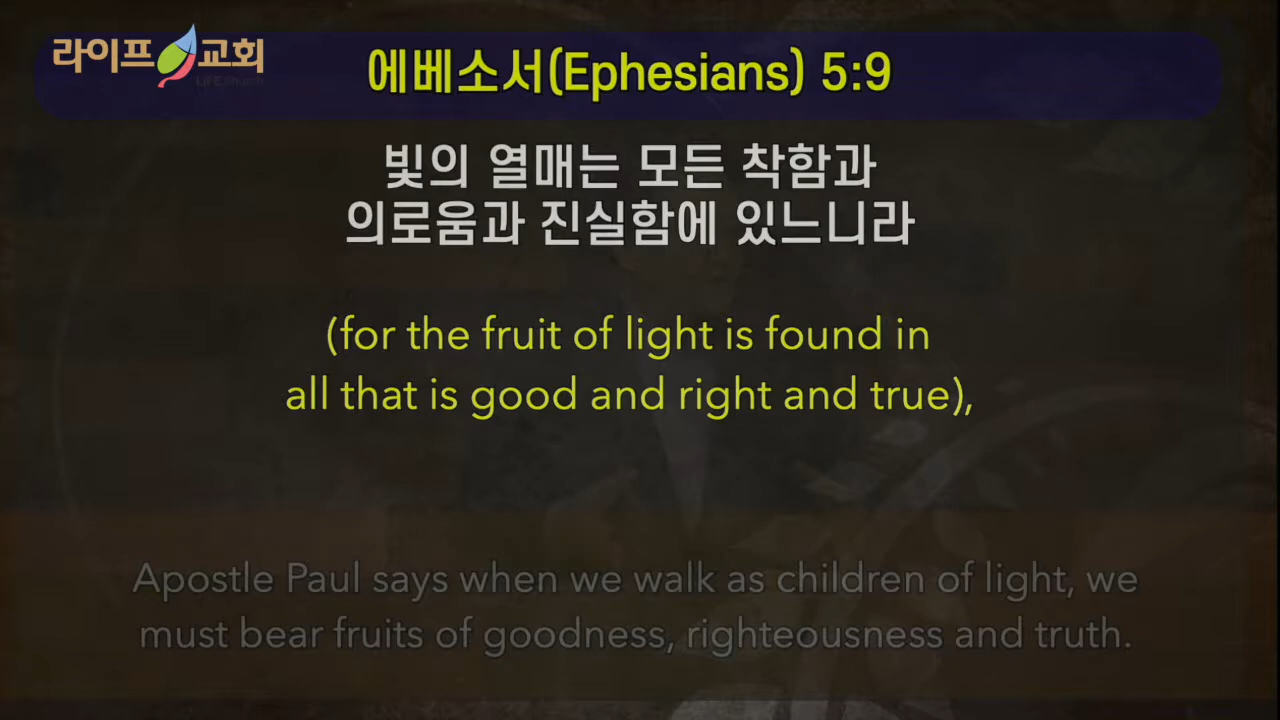 라이프교회
LIFE Church
에베소서(Ephesians) 5:9
빛의 열매는 모든 착함과
의로움과 진실함에 있느니라
(for the fruit of light is found in
all that is good and right and true),
Apostle Paul says when we walk as children of light, we
must bear fruits of goodness, righteousness and truth.